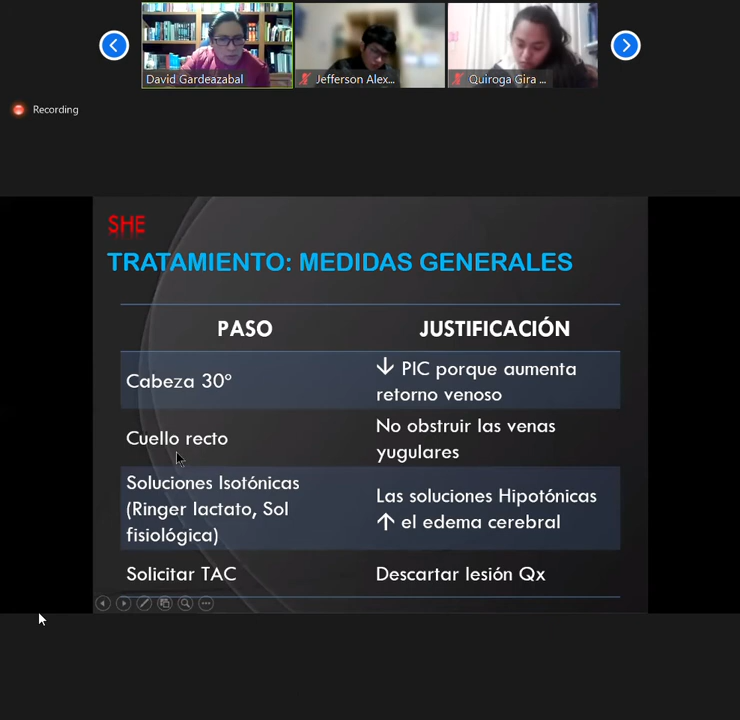 David Gardeazabal
Jefferson Alex...
Quiroga Gira ...
Recording
SHE
TRATAMIENTO: MEDIDAS GENERALES
PASO
JUSTIFICACIÓN
Cabeza 30º
↓ PIC porque aumenta
retorno venoso
Cuello recto
No obstruir las venas
yugulares
Soluciones Isotónicas
(Ringer lactato, Sol
fisiológica)
Las soluciones Hipotónicas
↑ el edema cerebral
Solicitar TAC
Descartar lesión Qx